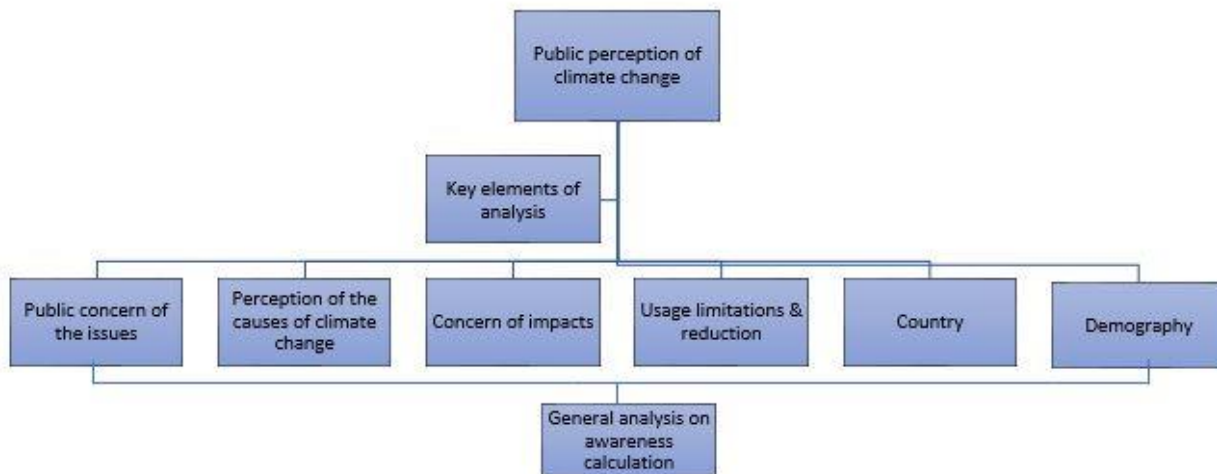 Public perception of
climate change
Key elements of
analysis
Public concern of
the issues
Perception of the
causes of climate
change
Concern of impacts
Usage limitations &
reduction
Country
Demography
General analysis on
awareness
calculation